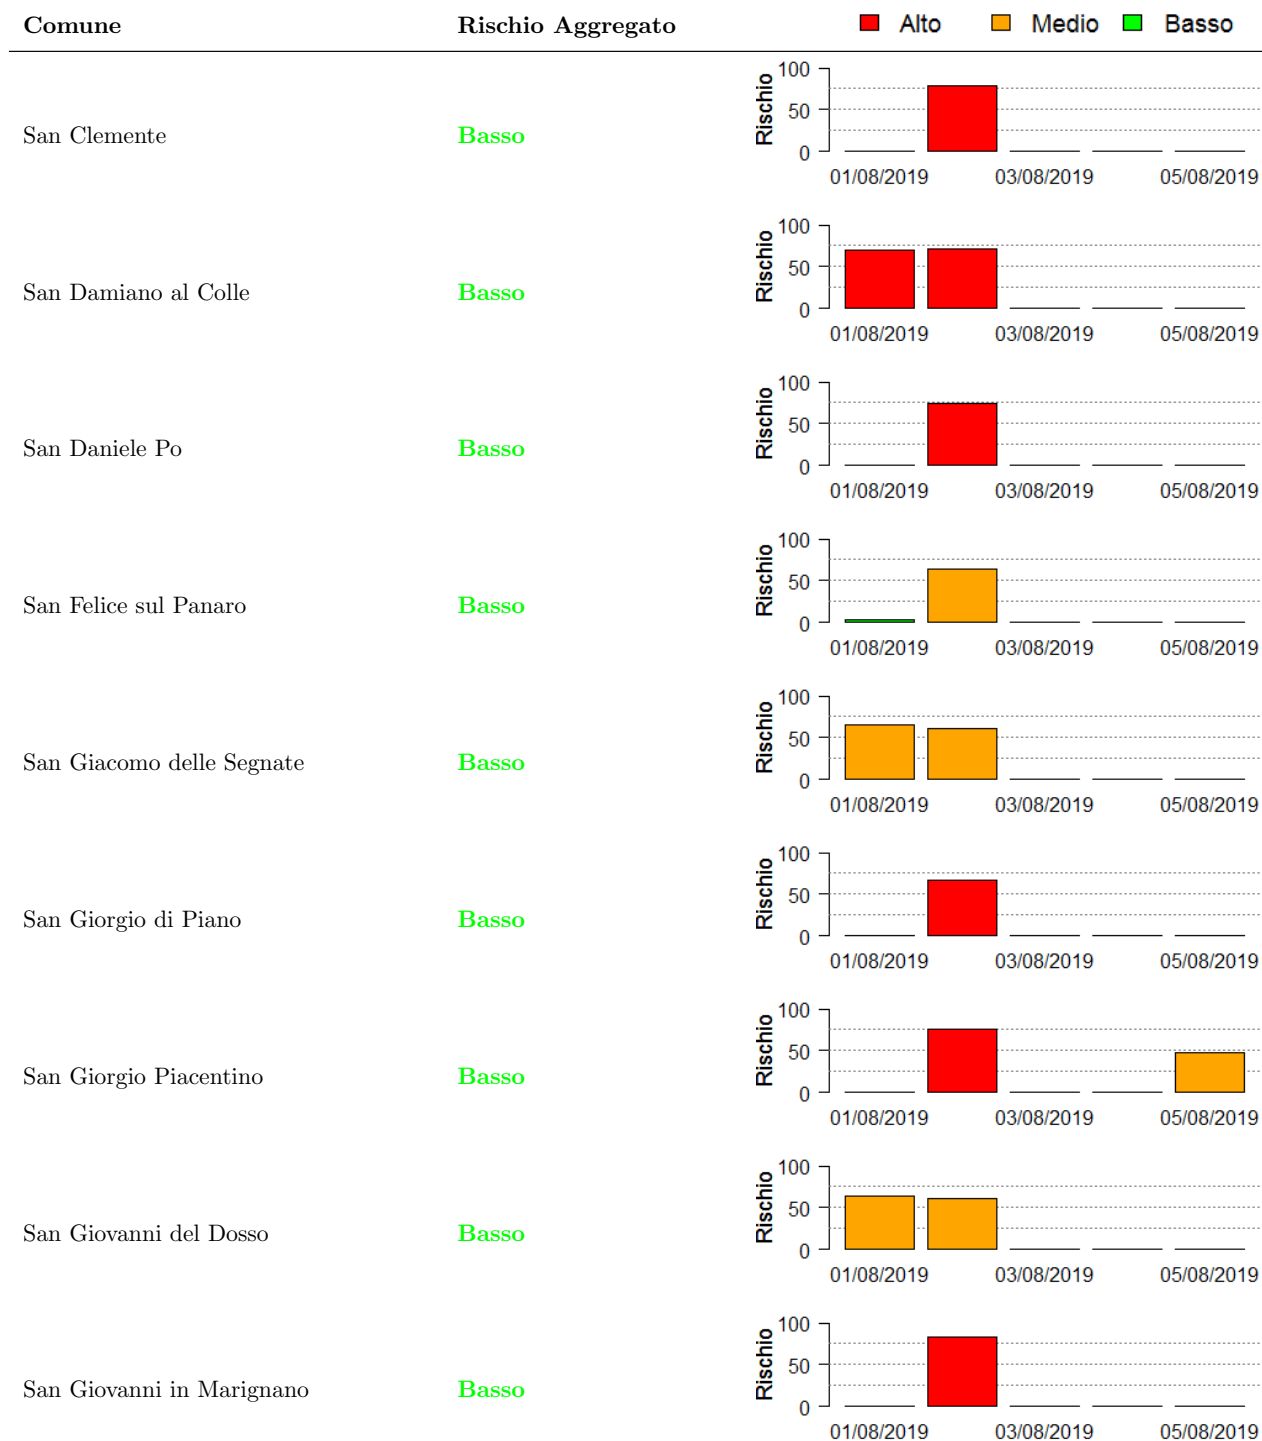 Comune Rischio Aggregato Alto Medio Basso
San Clemente Basso
Rischio
100
50
0
01/08/2019 03/08/2019 05/08/2019
San Damiano al Colle Basso
Rischio
100
50
0
01/08/2019 03/08/2019 05/08/2019
San Daniele Po Basso
Rischio
100
50
0
01/08/2019 03/08/2019 05/08/2019
San Felice sul Panaro Basso
Rischio
100
50
0
01/08/2019 03/08/2019 05/08/2019
San Giacomo delle Segnate Basso
Rischio
100
50
0
01/08/2019 03/08/2019 05/08/2019
San Giorgio di Piano Basso
Rischio
100
50
0
01/08/2019 03/08/2019 05/08/2019
San Giorgio Piacentino Basso
Rischio
100
50
0
01/08/2019 03/08/2019 05/08/2019
San Giovanni del Dosso Basso
Rischio
100
50
0
01/08/2019 03/08/2019 05/08/2019
San Giovanni in Marignano Basso
Rischio
100
50
0
01/08/2019 03/08/2019 05/08/2019